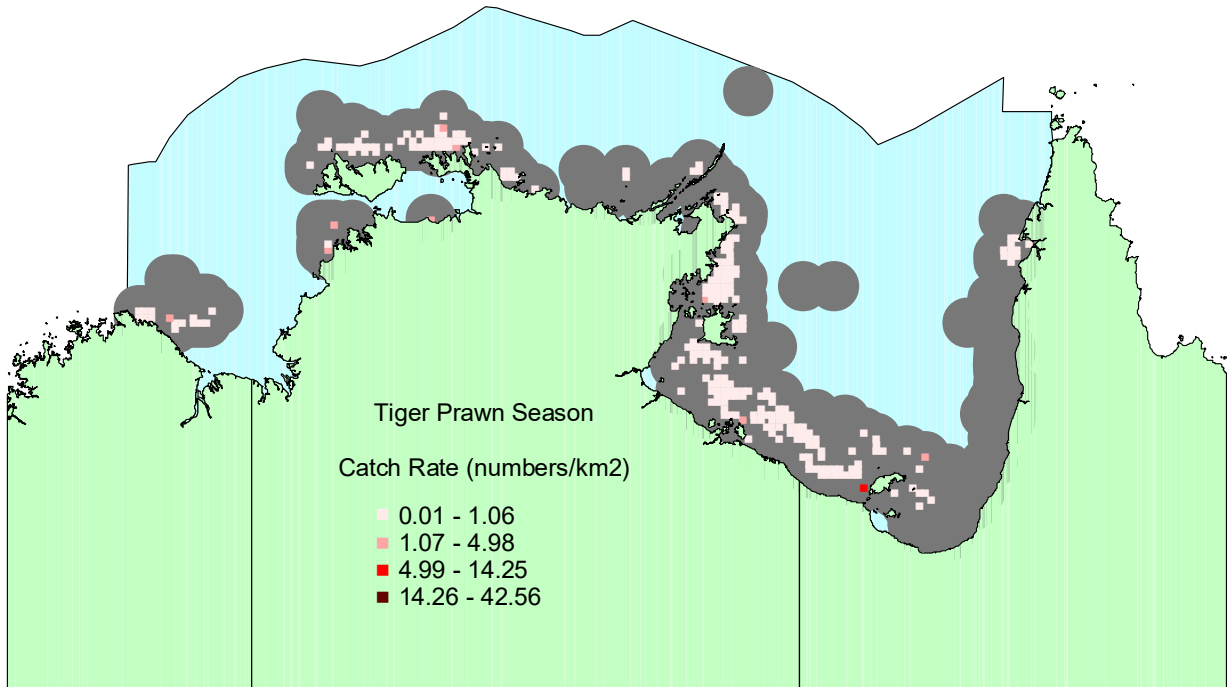 Tiger Prawn Season
Catch Rate (numbers/km2)
0.01 - 1.06
1.07 - 4.98
4.99 - 14.25
14.26 - 42.56